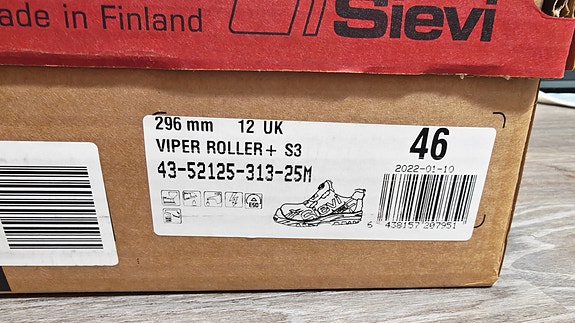 ade in Finland
Sievi
296 mm 12 UK
VIPER ROLLER+ S3
46
43-52125-313-25M
2022-01-10
ESD
6 438157 207951